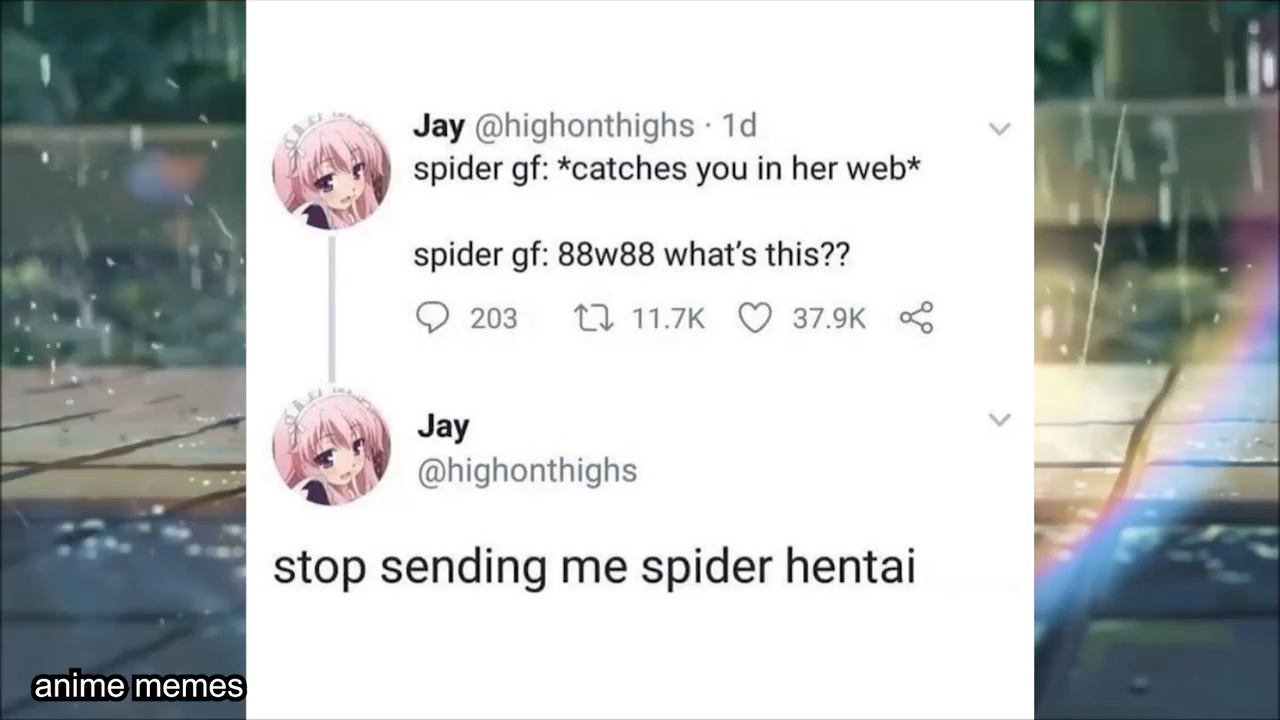 Jay @highonthighs · 1d
spider gf: *catches you in her web*
spider gf: 88w88 what's this??
203 11.7K 37.9K
Jay
@highonthighs
stop sending me spider hentai
anime memes